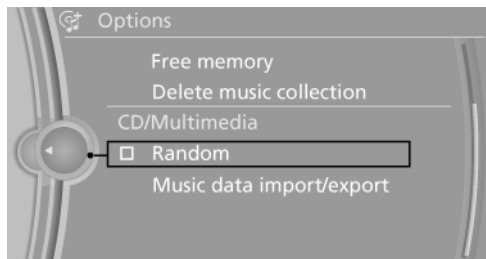 Options
Free memory
Delete music collection
CD/Multimedia
Random
Music data import/export